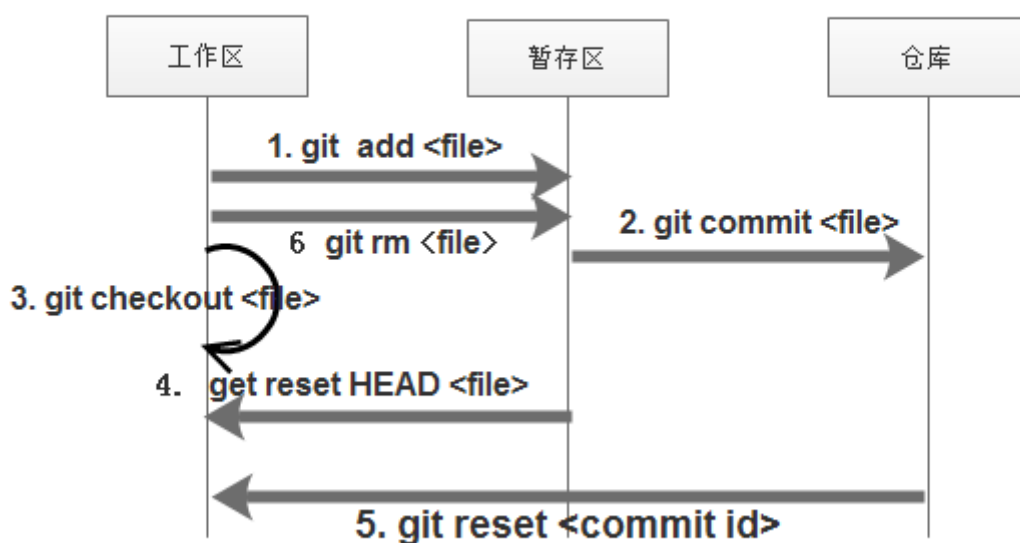 工作区
暂存区
仓库
1. git add <file>
6 git rm <file>
2. git commit <file>
3. git checkout <file>
4. get reset HEAD <file>
5. git reset <commit id>